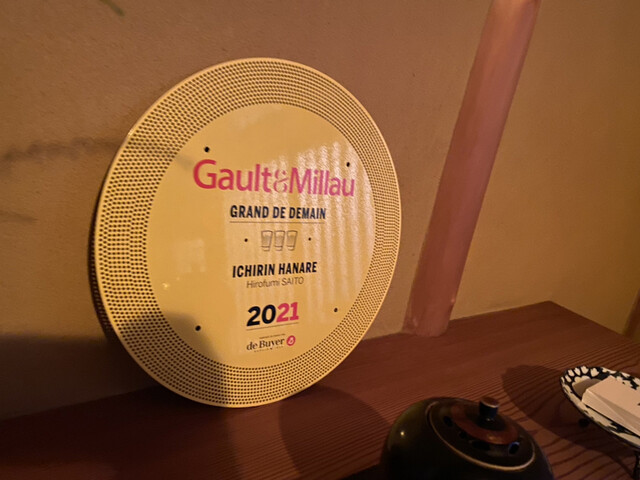 Gault&Millau
GRAND DE DEMAIN
ICHIRIN HANARE
Hirofumi SAITO
2021
de Buyer